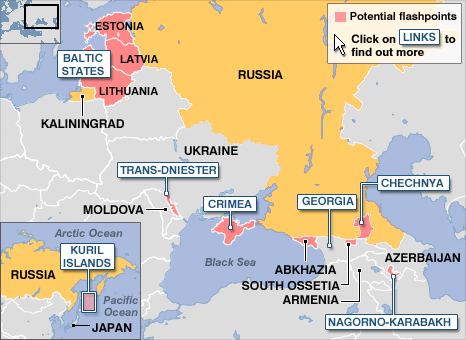 Potential flashpoints
Click on LINKS to
find out more
ESTONIA
BALTIC
STATES
LATVIA
LITHUANIA
RUSSIA
KALININGRAD
UKRAINE
TRANS-DNIESTER
CHECHNYA
MOLDOVA
CRIMEA
GEORGIA
Arctic Ocean
KURIL
ISLANDS
RUSSIA
Black Sea
ABKHAZIA
AZERBAIJAN
SOUTH OSSETIA
ARMENIA
Pacific
Ocean
JAPAN
NAGORNO-KARABAKH